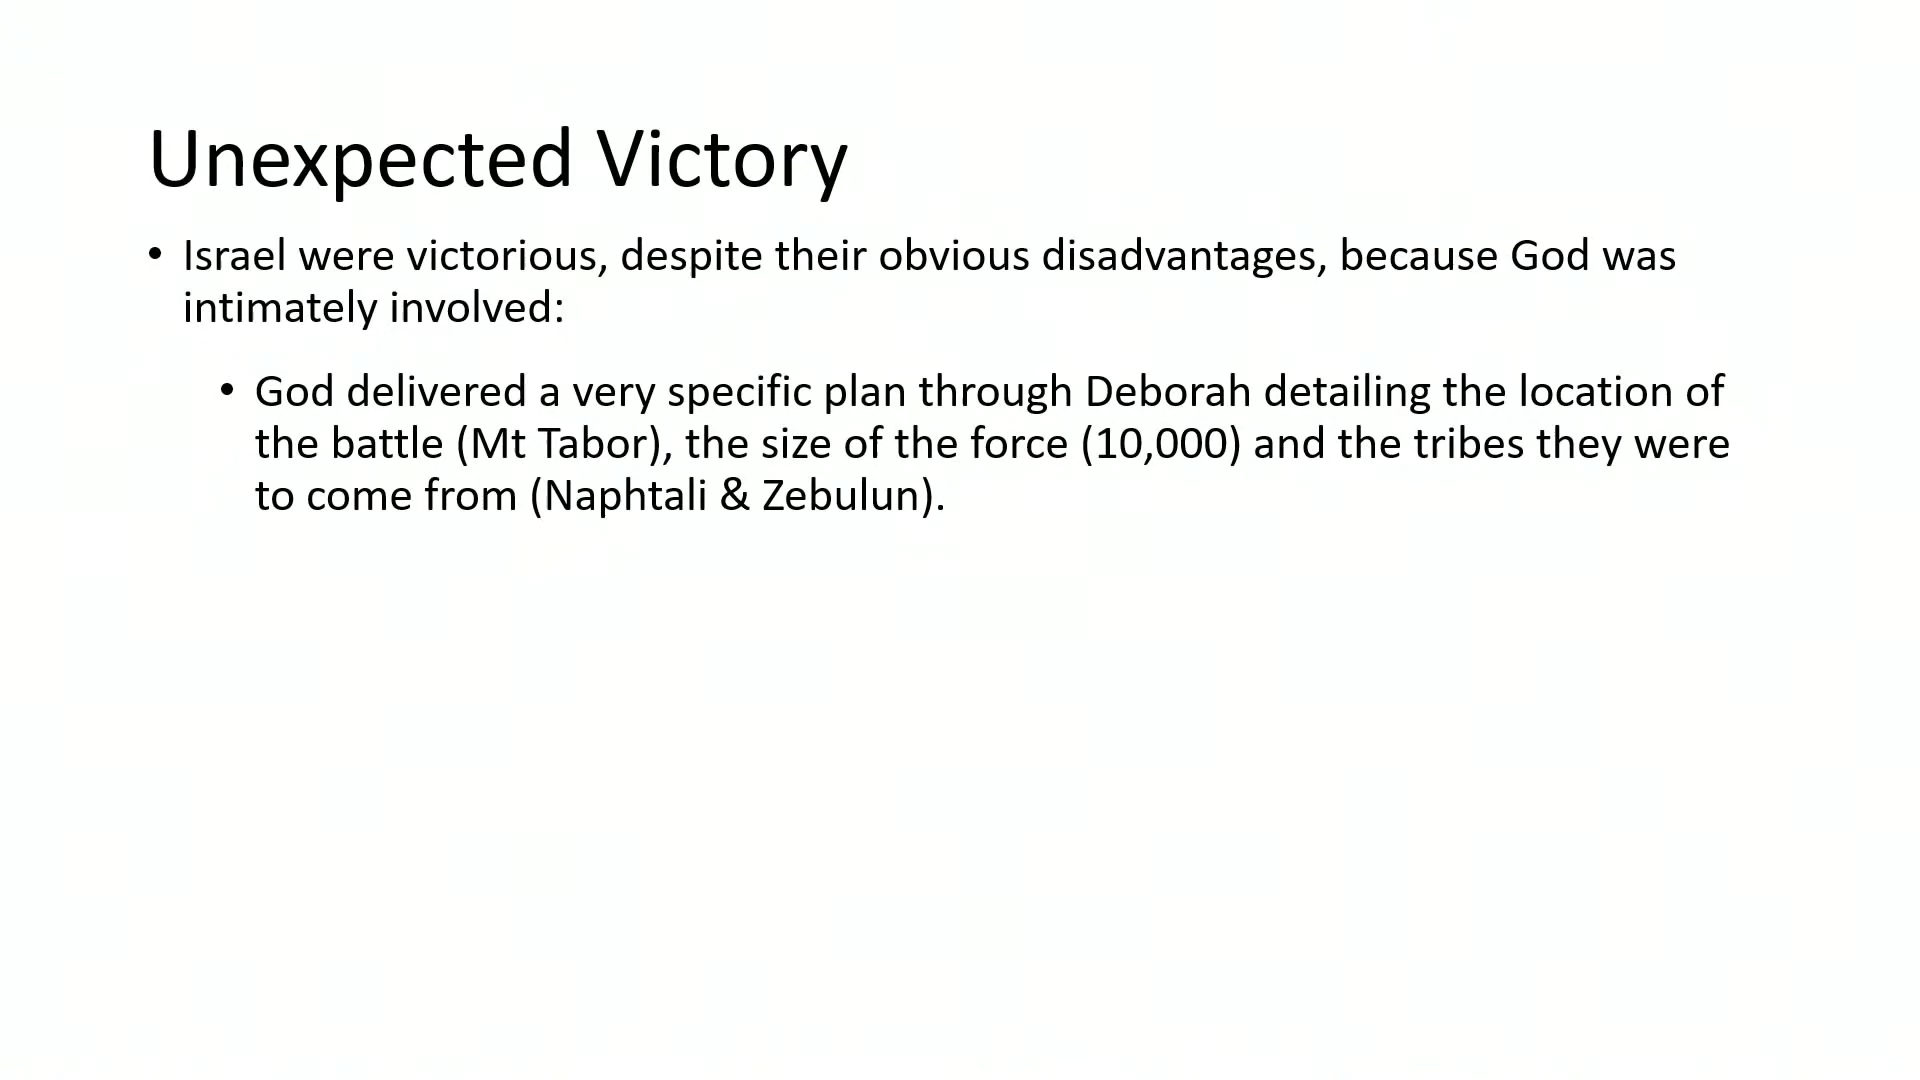 Unexpected Victory
• Israel were victorious, despite their obvious disadvantages, because God was
intimately involved:
• God delivered a very specific plan through Deborah detailing the location of
the battle (Mt Tabor), the size of the force (10,000) and the tribes they were
to come from (Naphtali & Zebulun).